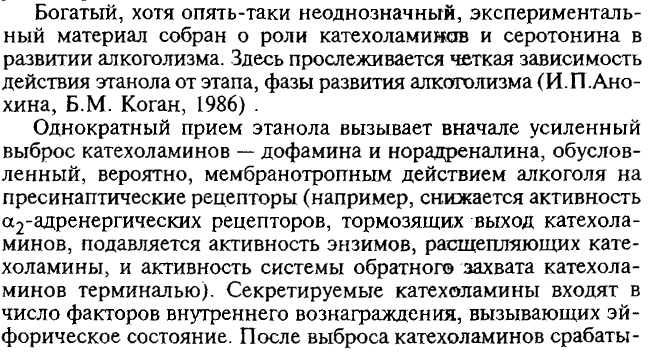 Богатый, хотя опять-таки неоднозначный, эксперименталь-
ный материал собран о роли катехоламинов и серотонина в
развитии алкоголизма. Здесь прослеживается четкая зависимость
действия этанола от этапа, фазы развития алкоголизма (И.П.Ано-
хина, Б.М. Коган, 1986) .
Однократный прием этанола вызывает вначале усиленный
выброс катехоламинов — дофамина и норадреналина, обуслов-
ленный, вероятно, мембранотропным действием алкоголя на
пресинаптические рецепторы (например, снижается активность
α₂-адренергических рецепторов, тормозящих выход катехола-
минов, подавляется активность энзимов, расщепляющих кате-
холамины, и активность системы обратного захвата катехола-
минов терминалью). Секретируемые катехоламины входят в
число факторов внутреннего вознаграждения, вызывающих эй-
форическое состояние. После выброса катехоламинов срабаты-